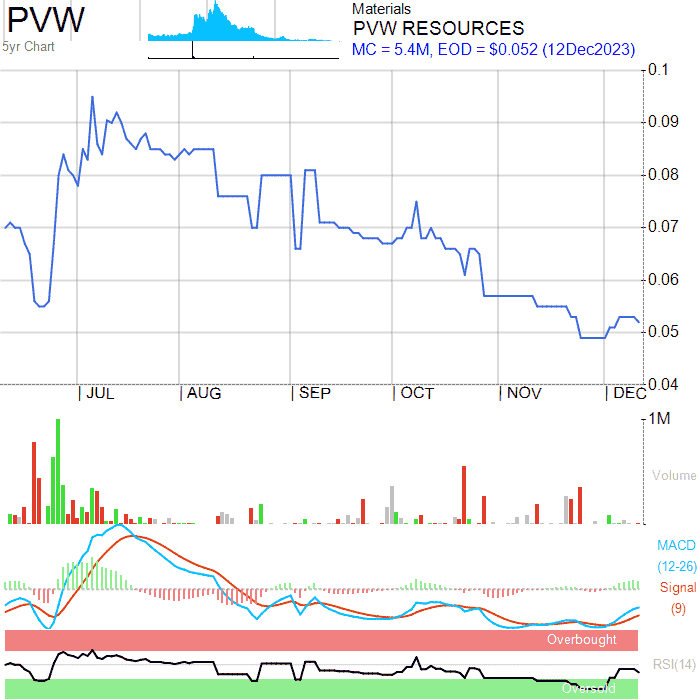 PVW
5yr Chart
Materials
PVW RESOURCES
MC = 5.4M, EOD = $0.052 (12Dec2023)
0.1
0.09
0.08
0.07
0.06
0.05
0.04
JUL AUG SEP OCT NOV DEC
1M
Volume
MACD
(12-26)
Signal
(9)
Overbought
RSI(14)
Oversold